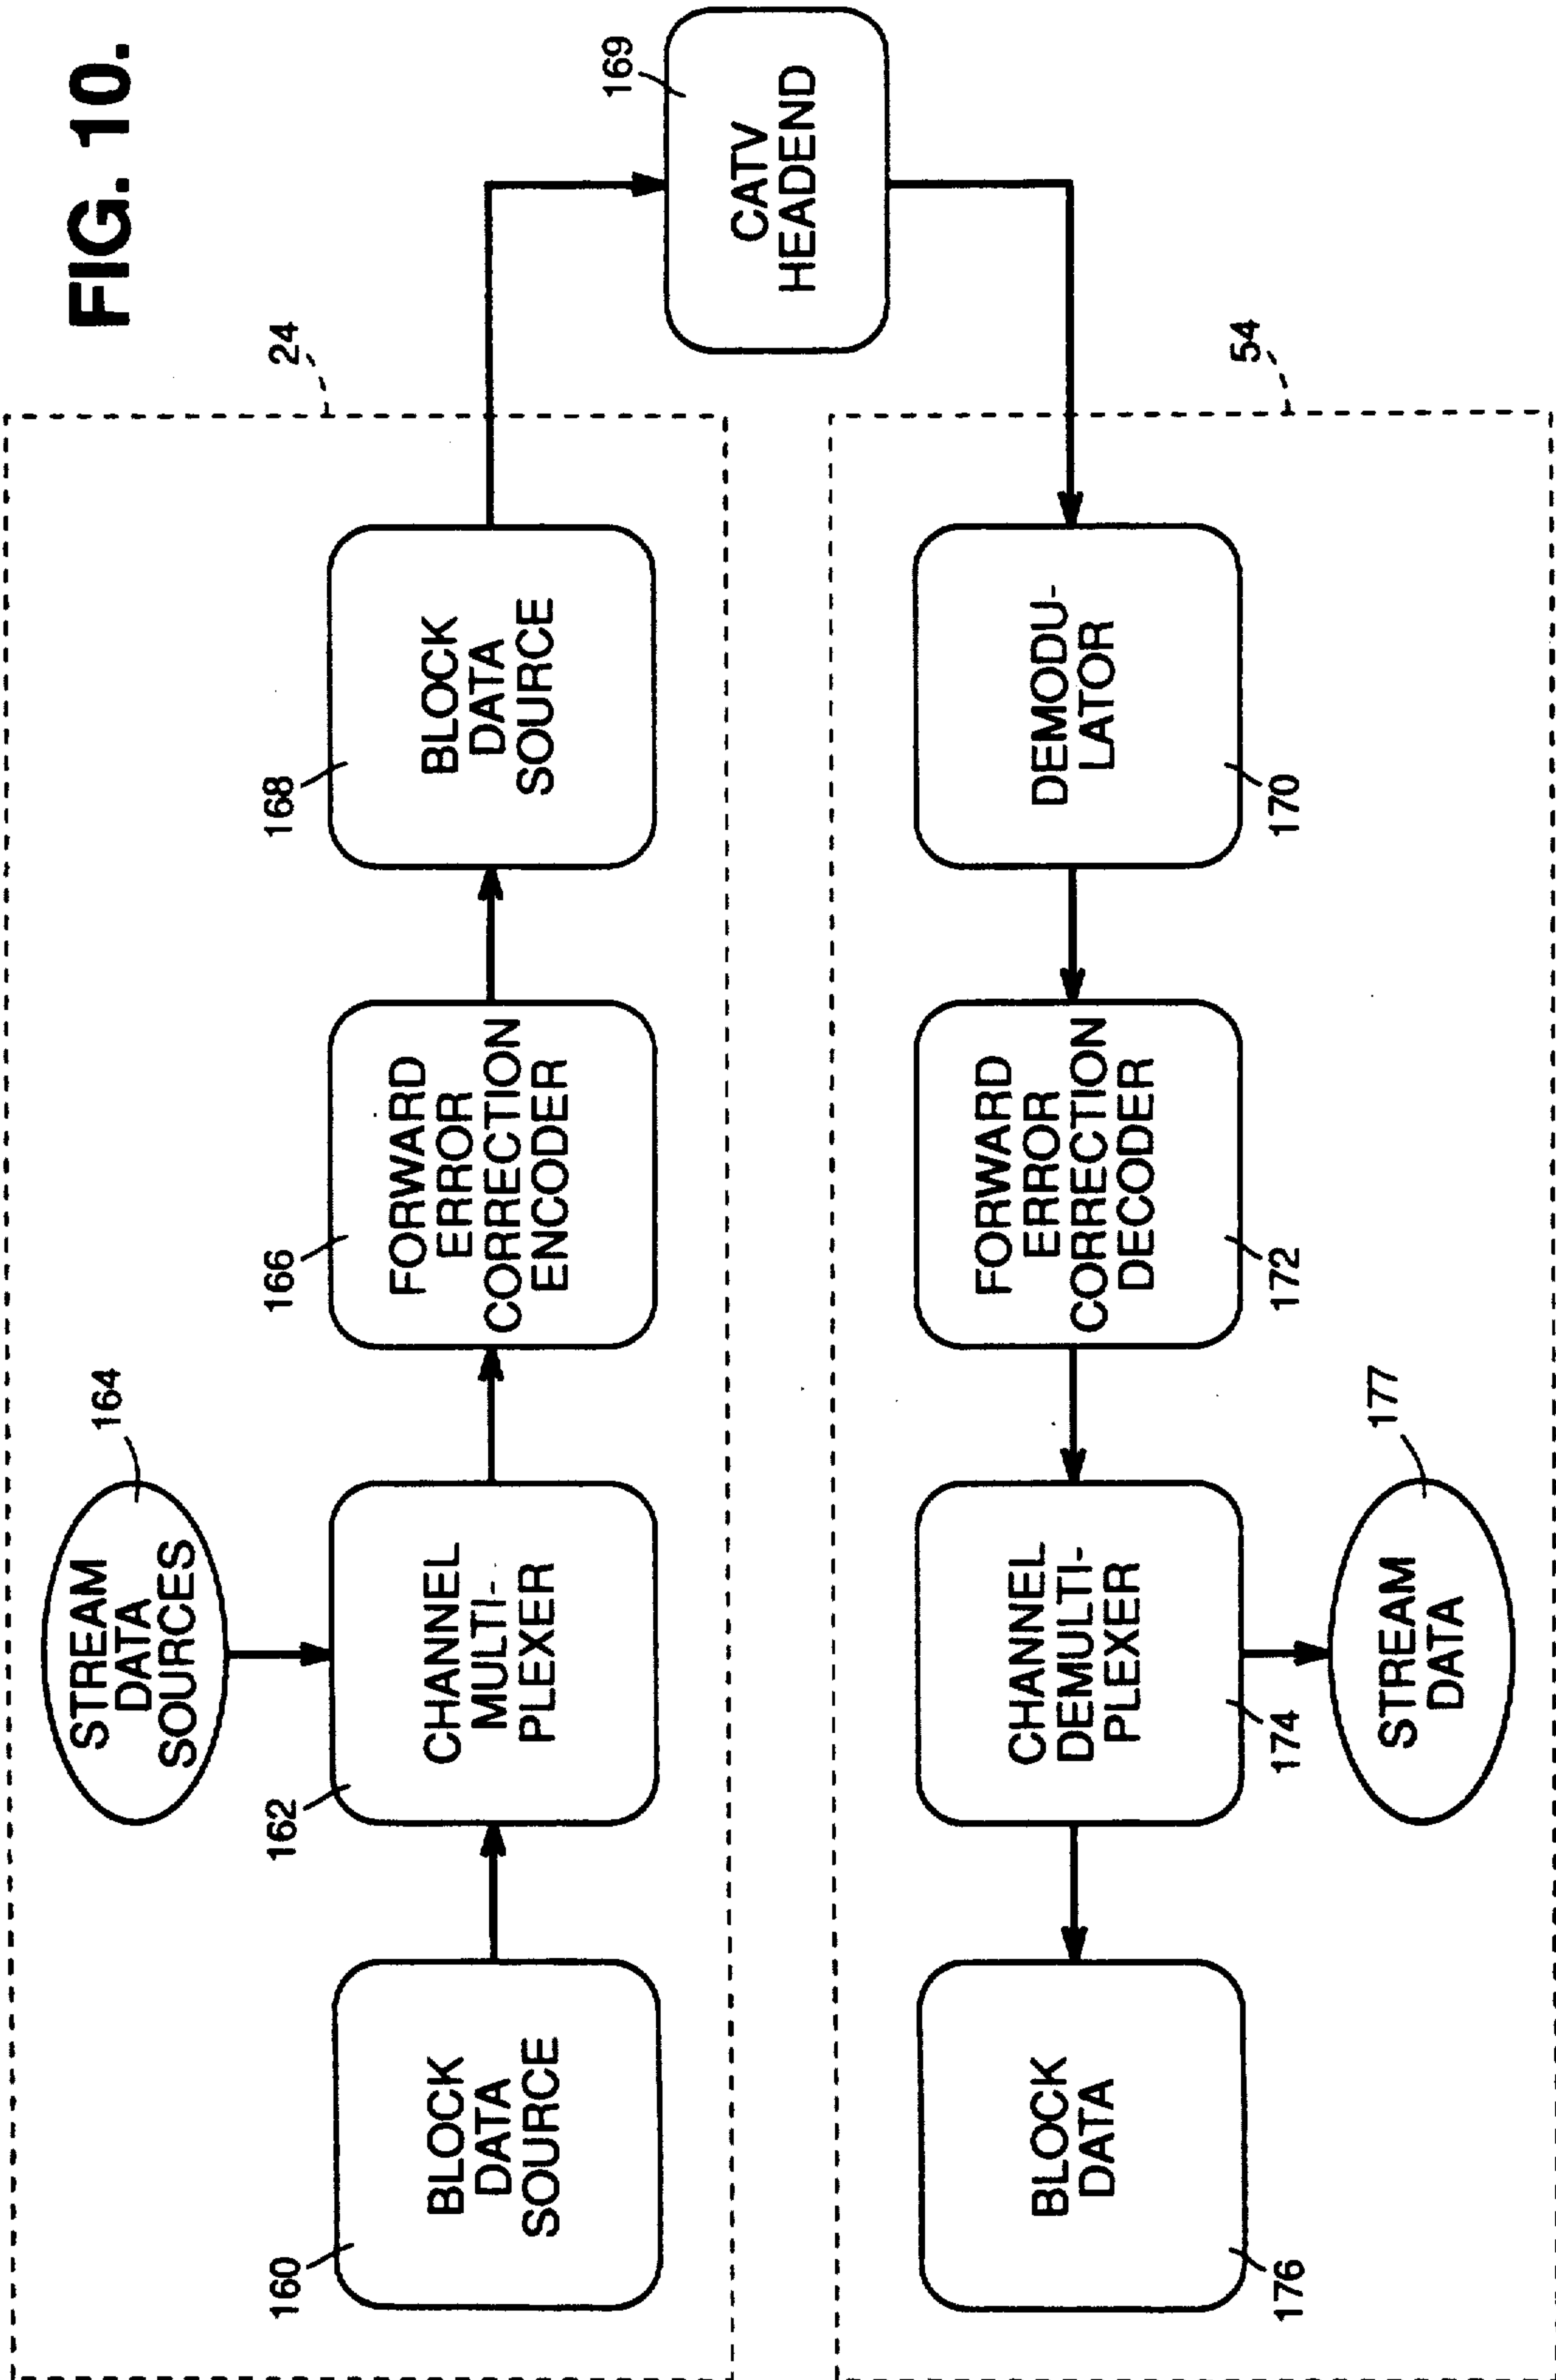 FIG. 10.
24
STREAM
DATA
SOURCES
164
160
BLOCK
DATA
SOURCE
162
CHANNEL
MULTI-
PLEXER
166
FORWARD
ERROR
CORRECTION
ENCODER
168
BLOCK
DATA
SOURCE
169
CATV
HEADEND
54
BLOCK
DATA
176
CHANNEL
DEMULTI-
PLEXER
174
FORWARD
ERROR
CORRECTION
DECODER
172
DEMODU-
LATOR
170
STREAM
DATA
177